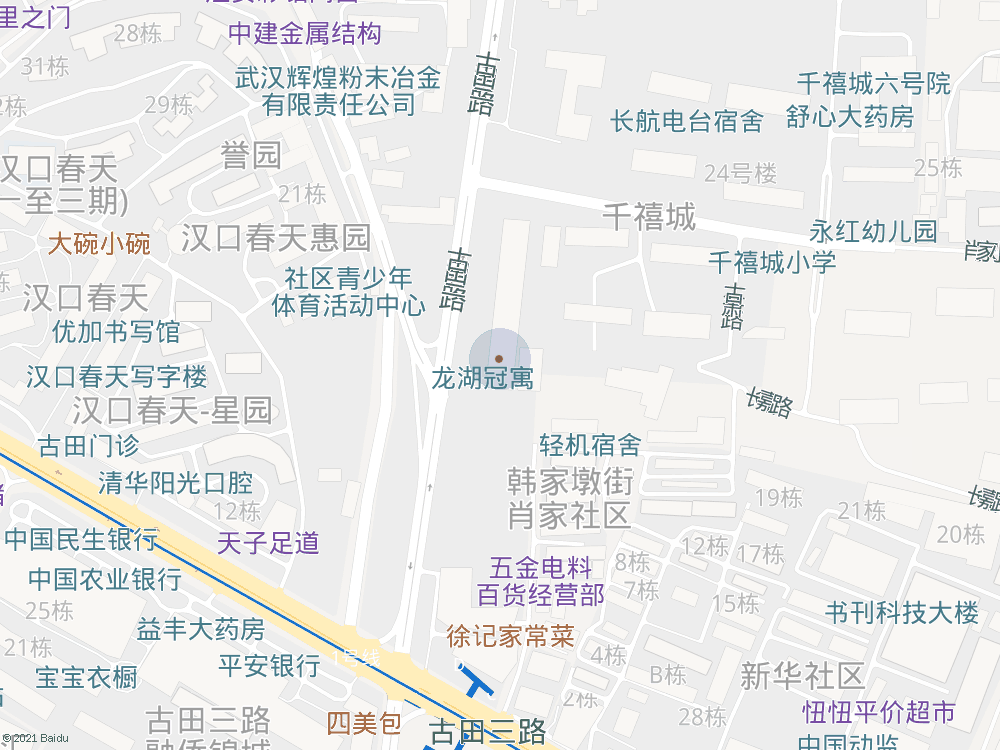 里之门
28栋
中建金属结构
31栋
武汉辉煌粉末冶金
有限责任公司
29栋
千禧城六号院
舒心大药房
长航电台宿舍
誉园
汉口春天
一至三期)
21栋
24号楼
25栋
千禧城
永红幼儿园
大碗小碗
汉口春天惠园
千禧城小学
社区青少年
体育活动中心
汉口春天
优加书写馆
龙湖冠寓
汉口春天写字楼
汉口春天-星园
古田门诊
轻机宿舍
清华阳光口腔
韩家墩街
肖家社区
12栋
19栋
21栋
20栋
中国民生银行
天子足道
12栋
17栋
8栋
7栋
五金电料
百货经营部
中国农业银行
25栋
15栋
书刊科技大楼
益丰大药房
徐记家常菜
21栋
平安银行
1号线
4栋
B栋
新华社区
宝宝衣橱
2栋
28栋
忸忸平价超市
古田三路
融侨锦城
四美包
古田三路
中国动监
© 2021 Baidu